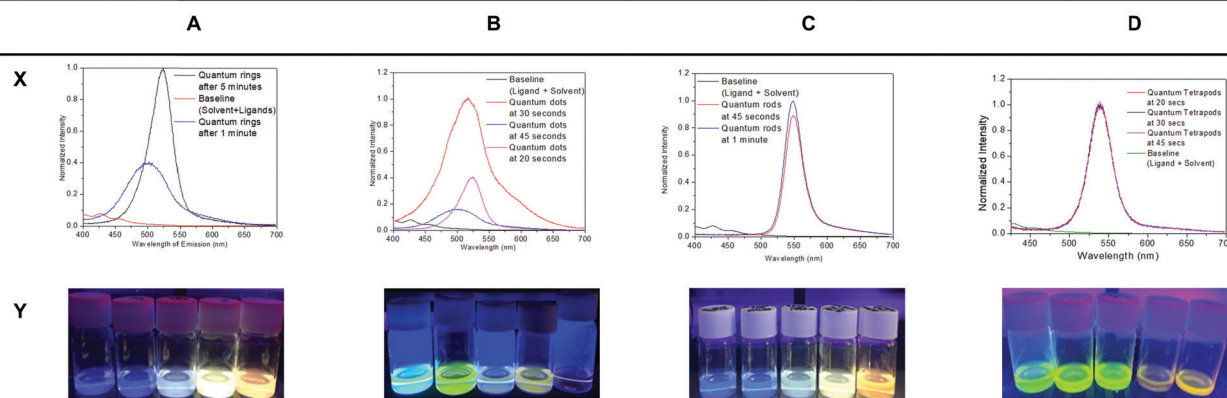 A B C D
X
1.0
0.8
0.6
0.4
0.2
0.0
Normalized Intensity
400 450 500 550 600 650 700
Wavelength of Emission (nm)
Quantum rings
after 5 minutes
Baseline
(Solvent+Ligands)
Quantum rings
after 1 minute
1.2
1.0
0.8
0.6
0.4
0.2
0.0
Normalized Intensity
400 450 500 550 600 650 700
Wavelength (nm)
Baseline
(Ligand + Solvent)
Quantum dots
at 30 seconds
Quantum dots
at 45 seconds
Quantum dots
at 20 seconds
1.2
1.0
0.8
0.6
0.4
0.2
0.0
Normalized Intensity
400 450 500 550 600 650 700
Wavelength (nm)
Baseline
(Ligand + Solvent)
Quantum rods
at 45 seconds
Quantum rods
at 1 minute
1.0
0.8
0.6
0.4
0.2
0.0
Normalized Intensity
450 500 550 600 650 700
Wavelength (nm)
Quantum Tetrapods
at 20 secs
Quantum Tetrapods
at 30 secs
Quantum Tetrapods
at 45 secs
Baseline
(Ligand + Solvent)
Y